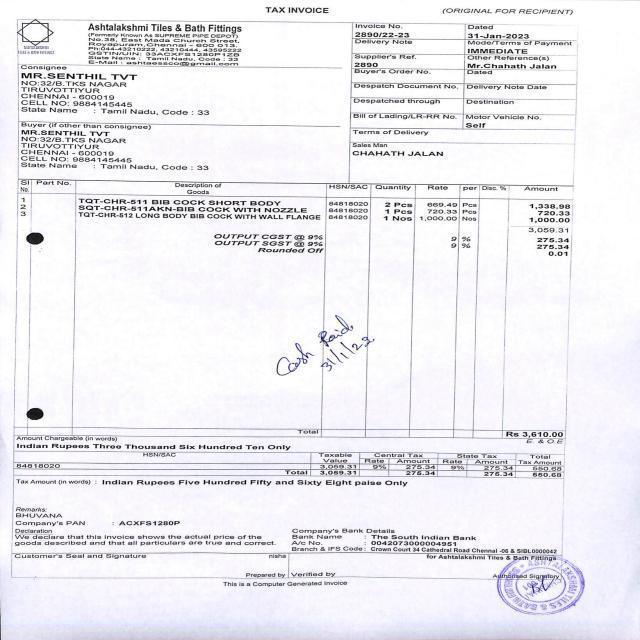 TAX INVOICE
(ORIGINAL FOR RECIPIENT)
Ashtalakshmi Tiles & Bath Fittings
(Formerly Known As SUPREME PIPE DEPOT)
No.38, East Mada Church Street,
Royapuram,Chennai - 600 013.
Ph:044-43210222, 43210444, 43595222
GSTIN/UIN: 33ACXFS1280P1ZB
State Name : Tamil Nadu, Code : 33
E-Mail : ashtaessco@gmail.com
Invoice No.
2890/22-23
Dated
31-Jan-2023
Delivery Note
Mode/Terms of Payment
IMMEDIATE
Supplier's Ref.
2890
Other Reference(s)
Mr.Chahath Jalan
Buyer's Order No.
Dated
Despatch Document No.
Delivery Note Date
Despatched through
Destination
Bill of Lading/LR-RR No.
Motor Vehicle No.
Self
Terms of Delivery
Sales Man
CHAHATH JALAN
Consignee
MR.SENTHIL TVT
NO:32/B.TKS NAGAR
TIRUVOTTIYUR
CHENNAI - 600019
CELL NO: 9884145445
State Name : Tamil Nadu, Code : 33
Buyer (if other than consignee)
MR.SENTHIL TVT
NO:32/B.TKS NAGAR
TIRUVOTTIYUR
CHENNAI - 600019
CELL NO: 9884145445
State Name : Tamil Nadu, Code : 33
Sl No. Part No. Description of Goods HSN/SAC Quantity Rate per Disc. % Amount
1 TQT-CHR-511 BIB COCK SHORT BODY 84818020 2 Pcs 669.49 Pcs 1,338.98
2 SQT-CHR-511AKN-BIB COCK WITH NOZZLE 84818020 1 Pcs 720.33 Pcs 720.33
3 TQT-CHR-512 LONG BODY BIB COCK WITH WALL FLANGE 84818020 1 Nos 1,000.00 Nos 1,000.00
3,059.31
OUTPUT CGST @ 9% 9 % 275.34
OUTPUT SGST @ 9% 9 % 275.34
Rounded Off 0.01
Cash Paid
31/1/23
Total Rs 3,610.00
Amount Chargeable (in words) E. & O.E
Indian Rupees Three Thousand Six Hundred Ten Only
HSN/SAC Taxable Value Central Tax Rate Amount State Tax Rate Amount Total Tax Amount
84818020 3,059.31 9% 275.34 9% 275.34 550.68
Total 3,059.31 275.34 275.34 550.68
Tax Amount (in words) : Indian Rupees Five Hundred Fifty and Sixty Eight paise Only
Remarks:
BHUVANA
Company's PAN : ACXFS1280P
Declaration
We declare that this invoice shows the actual price of the
goods described and that all particulars are true and correct.
Company's Bank Details
Bank Name : The South Indian Bank
A/c No. : 0042073000004951
Branch & IFS Code : Crown Court 34 Cathedral Road Chennai -06 & SIBL0000042
Customer's Seal and Signature
nisha
for Ashtalakshmi Tiles & Bath Fittings
Prepared by
Verified by
Authorised Signatory
This is a Computer Generated Invoice